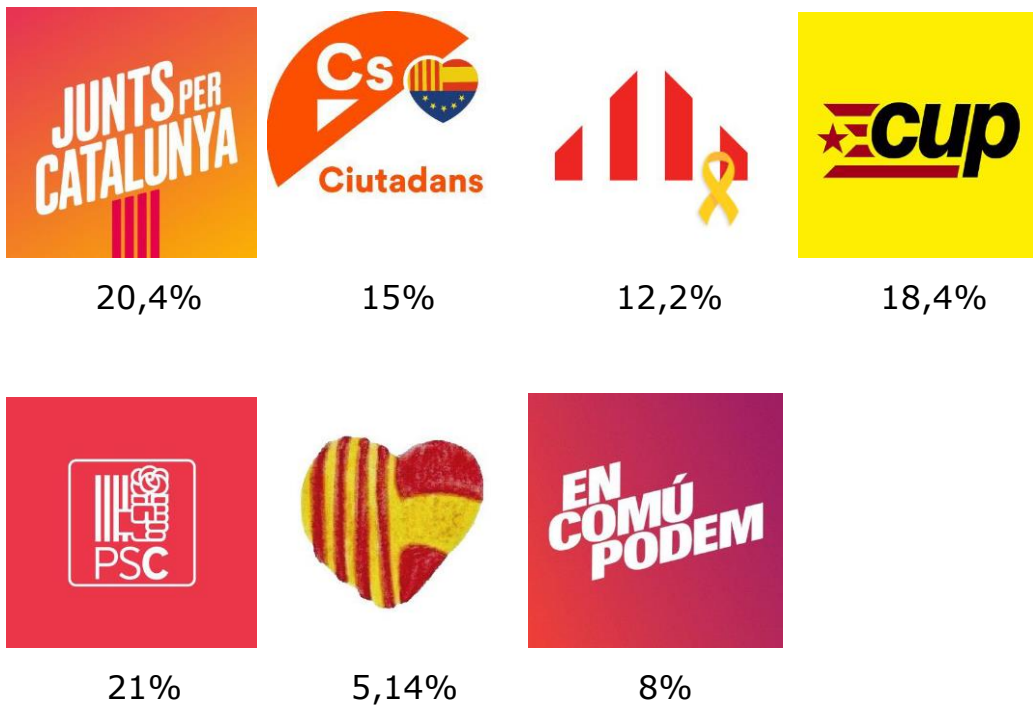 JUNTS PER
CATALUNYA
Cs
Ciutadans
cup
20,4%
15%
12,2%
18,4%
PSC
EN
COMÚ
PODEM
21%
5,14%
8%